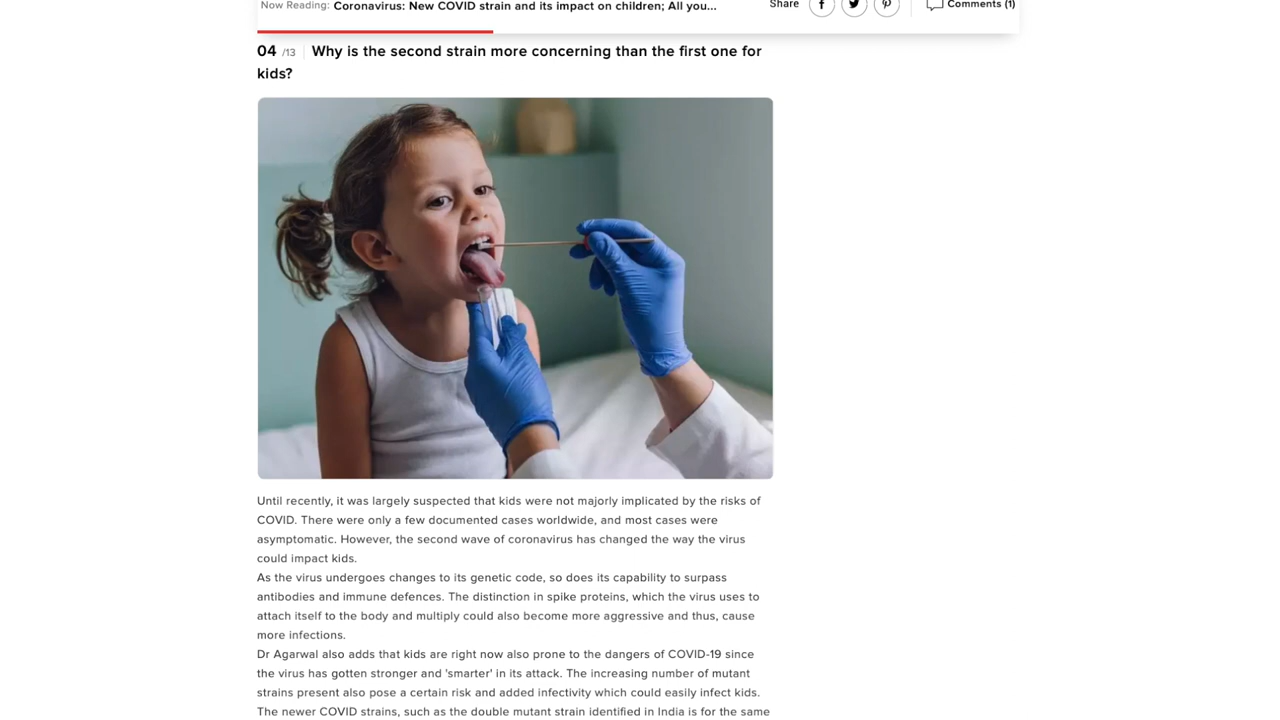 Now Reading: Coronavirus: New COVID strain and its impact on children; All you... Share Comments (1)
04 /13 Why is the second strain more concerning than the first one for
kids?
Until recently, it was largely suspected that kids were not majorly implicated by the risks of
COVID. There were only a few documented cases worldwide, and most cases were
asymptomatic. However, the second wave of coronavirus has changed the way the virus
could impact kids.
As the virus undergoes changes to its genetic code, so does its capability to surpass
antibodies and immune defences. The distinction in spike proteins, which the virus uses to
attach itself to the body and multiply could also become more aggressive and thus, cause
more infections.
Dr Agarwal also adds that kids are right now also prone to the dangers of COVID-19 since
the virus has gotten stronger and 'smarter' in its attack. The increasing number of mutant
strains present also pose a certain risk and added infectivity which could easily infect kids.
The newer COVID strains, such as the double mutant strain identified in India is for the same